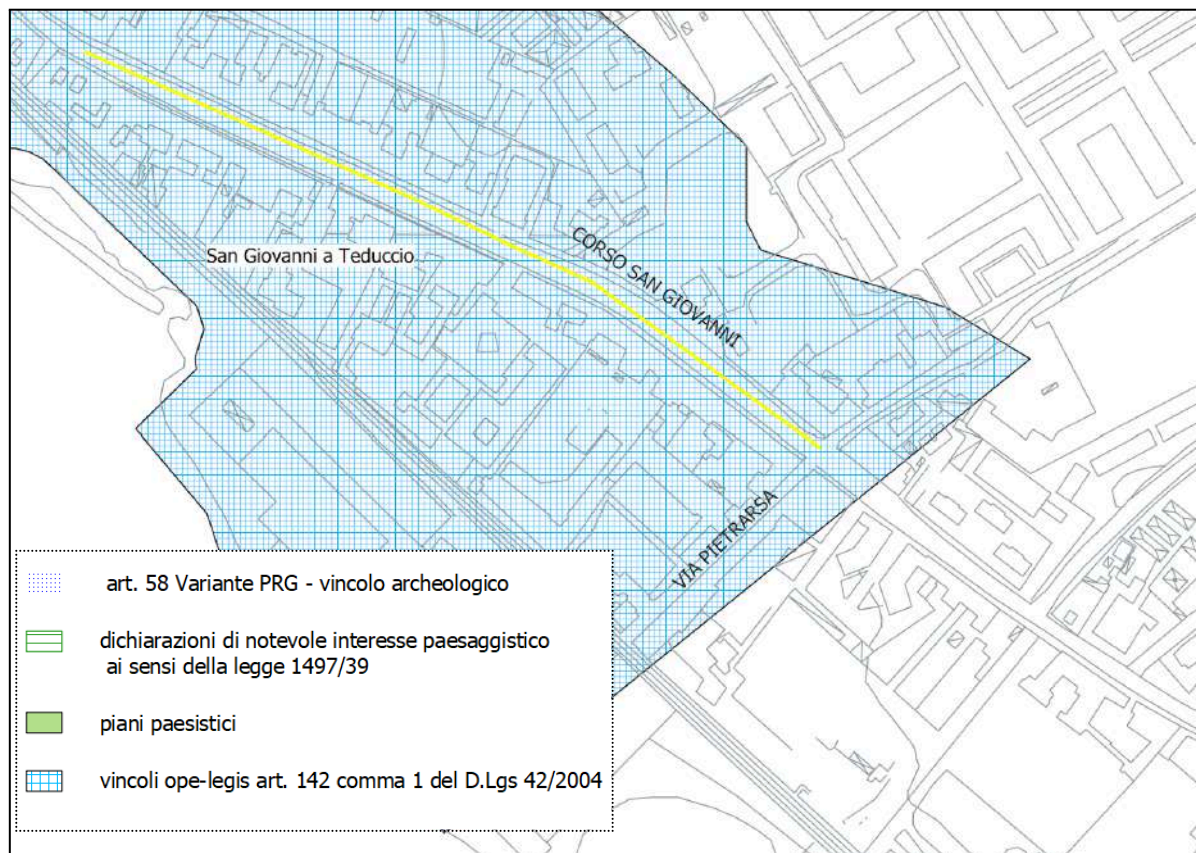 San Giovanni a Teduccio
CORSO SAN GIOVANNI
VIA PIETRARSA
art. 58 Variante PRG - vincolo archeologico
dichiarazioni di notevole interesse paesaggistico
ai sensi della legge 1497/39
piani paesistici
vincoli ope-legis art. 142 comma 1 del D.Lgs 42/2004